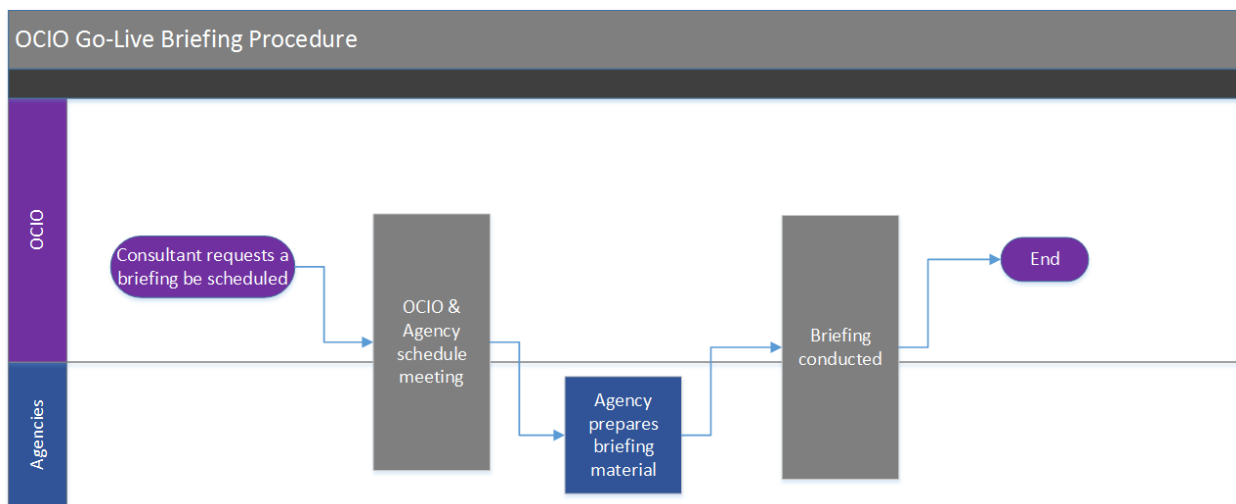 OCIO Go-Live Briefing Procedure
OCIO
Consultant requests a
briefing be scheduled
OCIO &
Agency
schedule
meeting
Briefing
conducted
End
Agencies
Agency
prepares
briefing
material